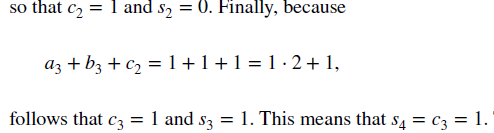 so that c₂ = 1 and s₂ = 0. Finally, because
a₃ + b₃ + c₂ = 1 + 1 + 1 = 1 · 2 + 1,
follows that c₃ = 1 and s₃ = 1. This means that s₄ = c₃ = 1.